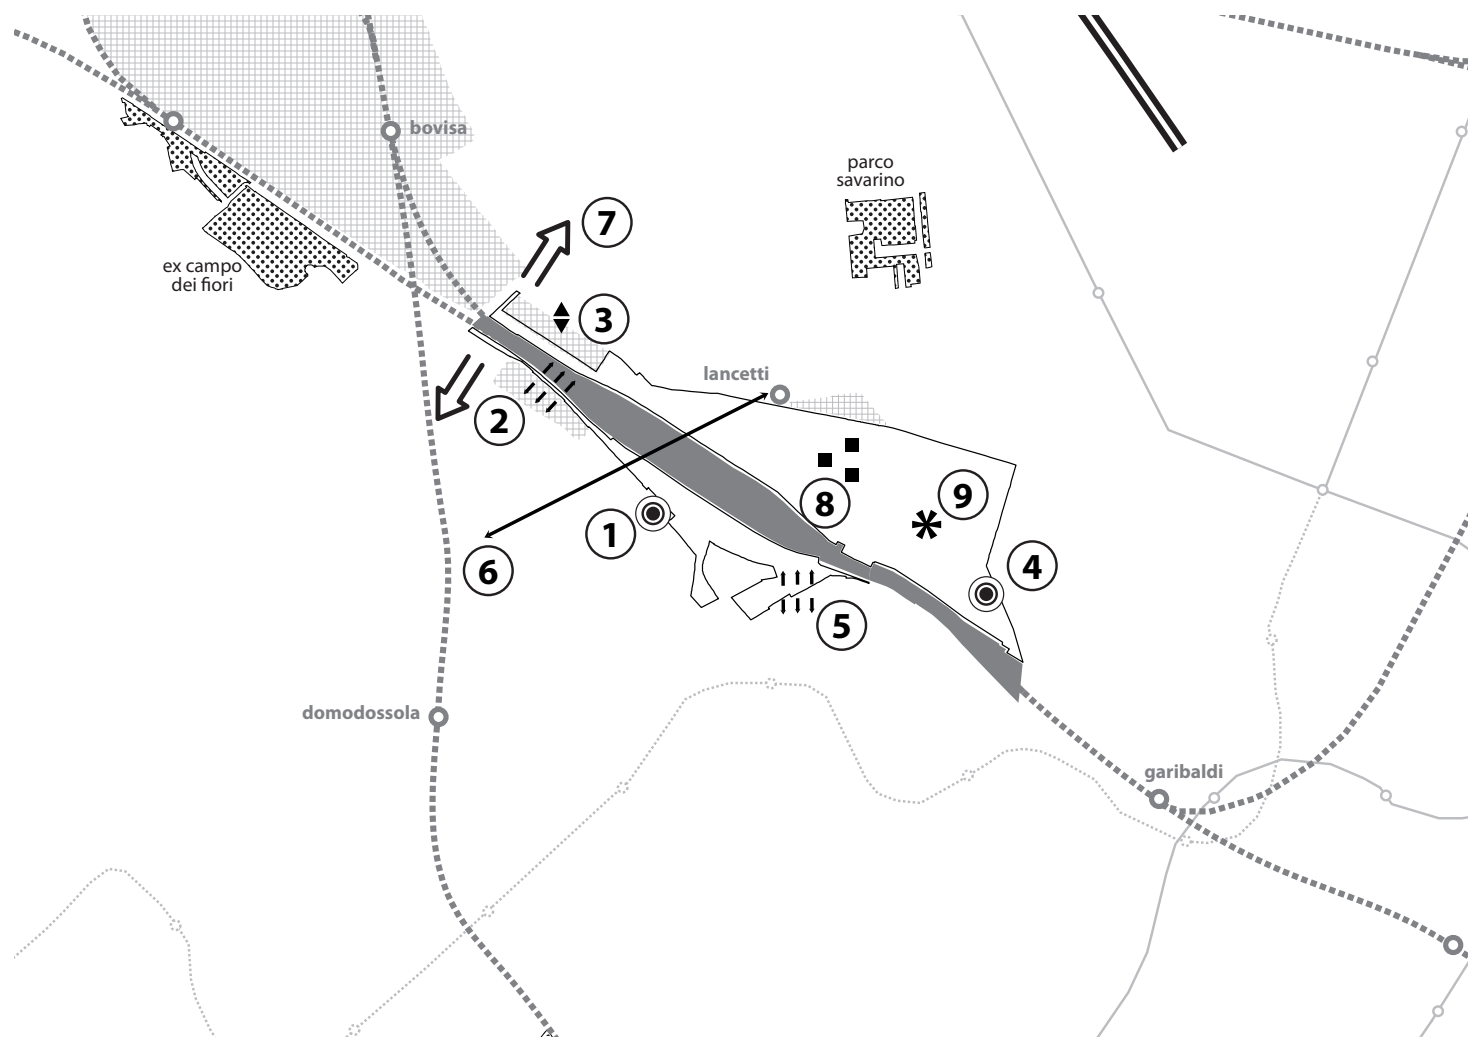 bovisa
parco
savarino
7
ex campo
dei fiori
3
lancetti
2
9
8
1
4
6
5
domodossola
garibaldi